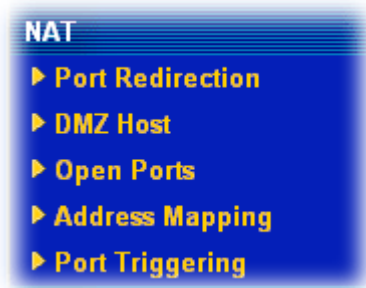 NAT
Port Redirection
DMZ Host
Open Ports
Address Mapping
Port Triggering